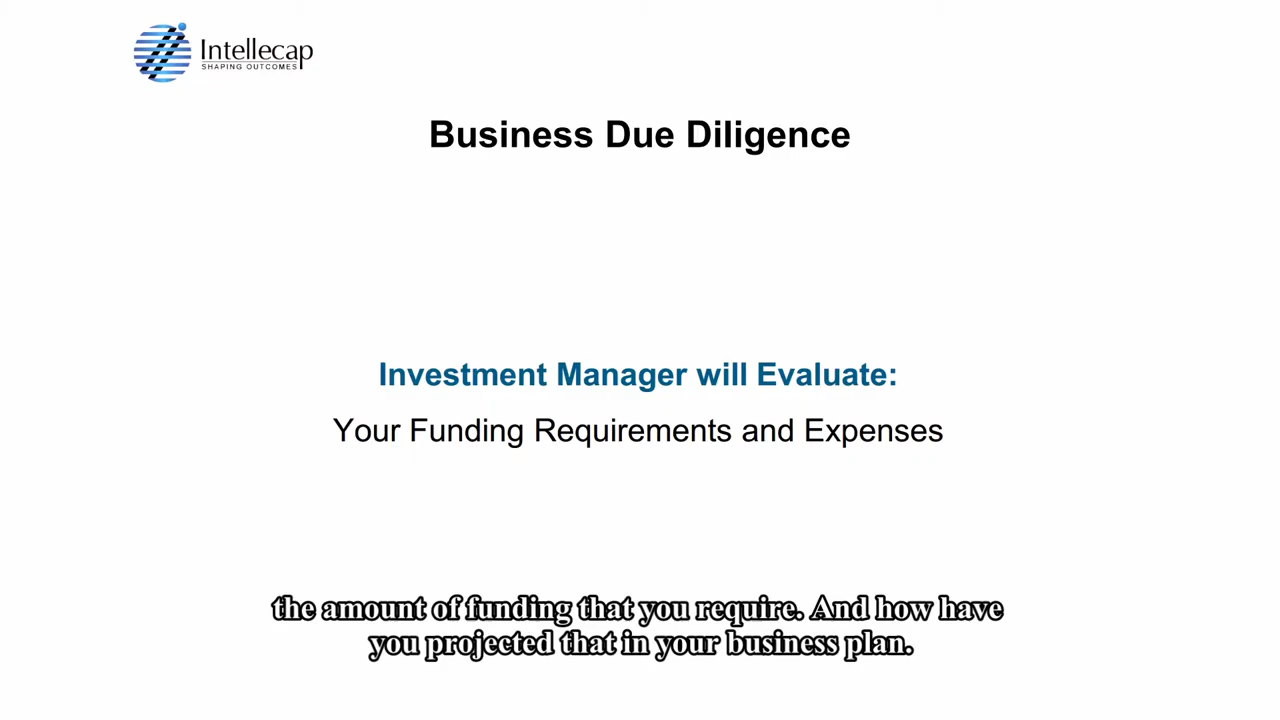 Intellecap
SHAPING OUTCOMES
Business Due Diligence
Investment Manager will Evaluate:
Your Funding Requirements and Expenses
the amount of funding that you require. And how have
you projected that in your business plan.